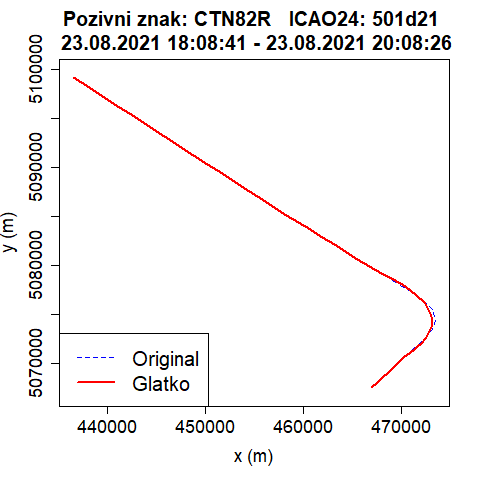 Pozivni znak: CTN82R   ICAO24: 501d21
23.08.2021 18:08:41 - 23.08.2021 20:08:26
y (m)
5100000
5090000
5080000
5070000
Original
Glatko
440000 450000 460000 470000
x (m)